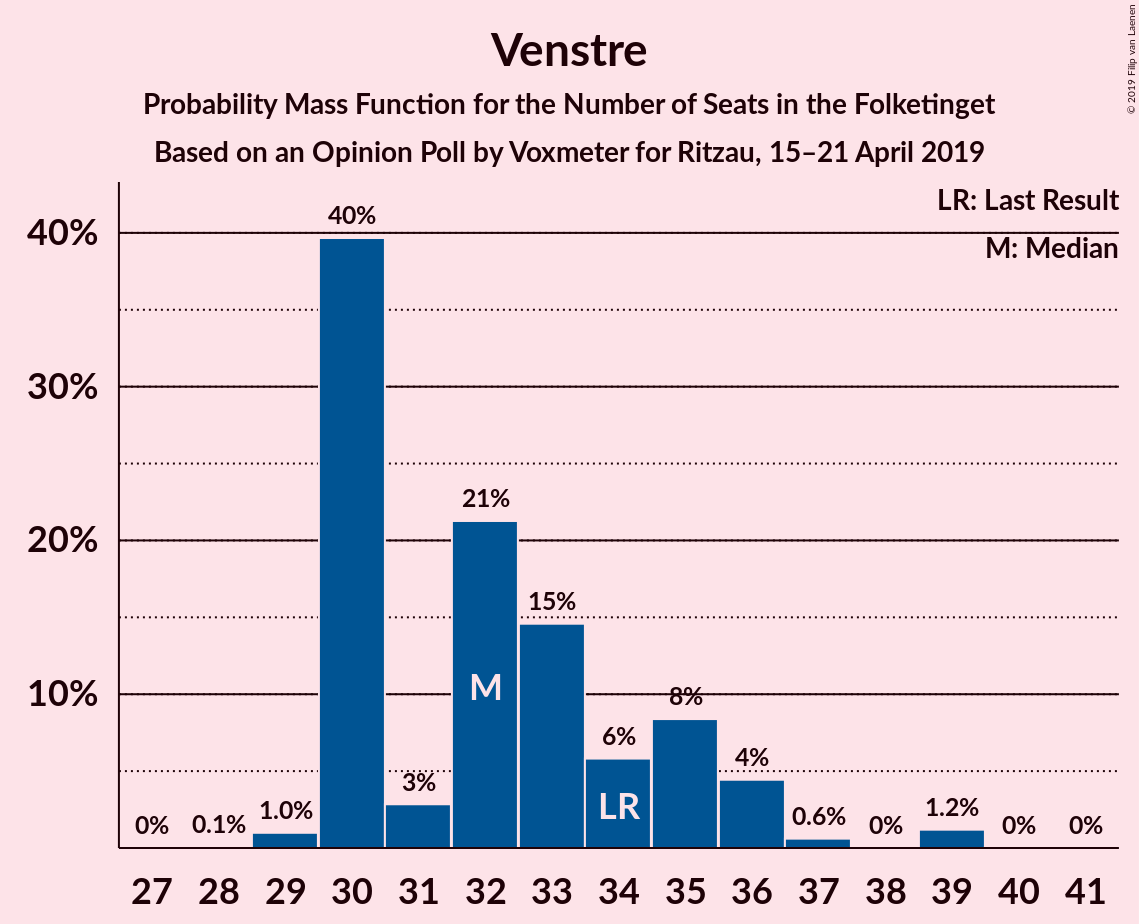 Venstre
Probability Mass Function for the Number of Seats in the Folketinget
Based on an Opinion Poll by Voxmeter for Ritzau, 15–21 April 2019
© 2019 Filip van Laenen
LR: Last Result
M: Median
40%
30%
20%
10%
0%
0.1%
1.0%
40%
3%
21%
15%
6%
8%
4%
0.6%
0%
1.2%
0%
0%
M
LR
27 28 29 30 31 32 33 34 35 36 37 38 39 40 41